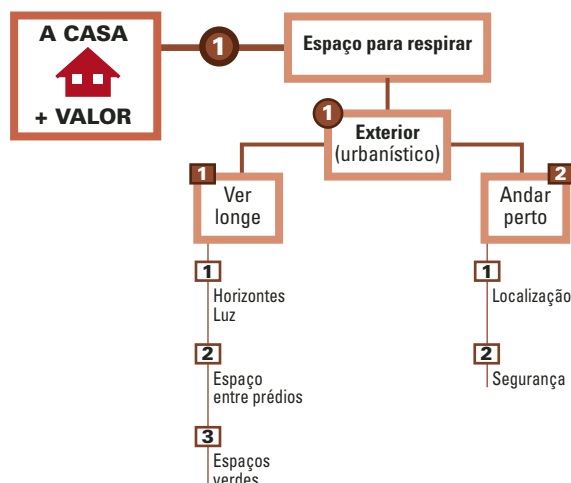 A CASA
+ VALOR
1
Espaço para respirar
1
Exterior
(urbanístico)
1
Ver
longe
1
Horizontes
Luz
2
Espaço
entre prédios
3
Espaços
verdes
2
Andar
perto
1
Localização
2
Segurança